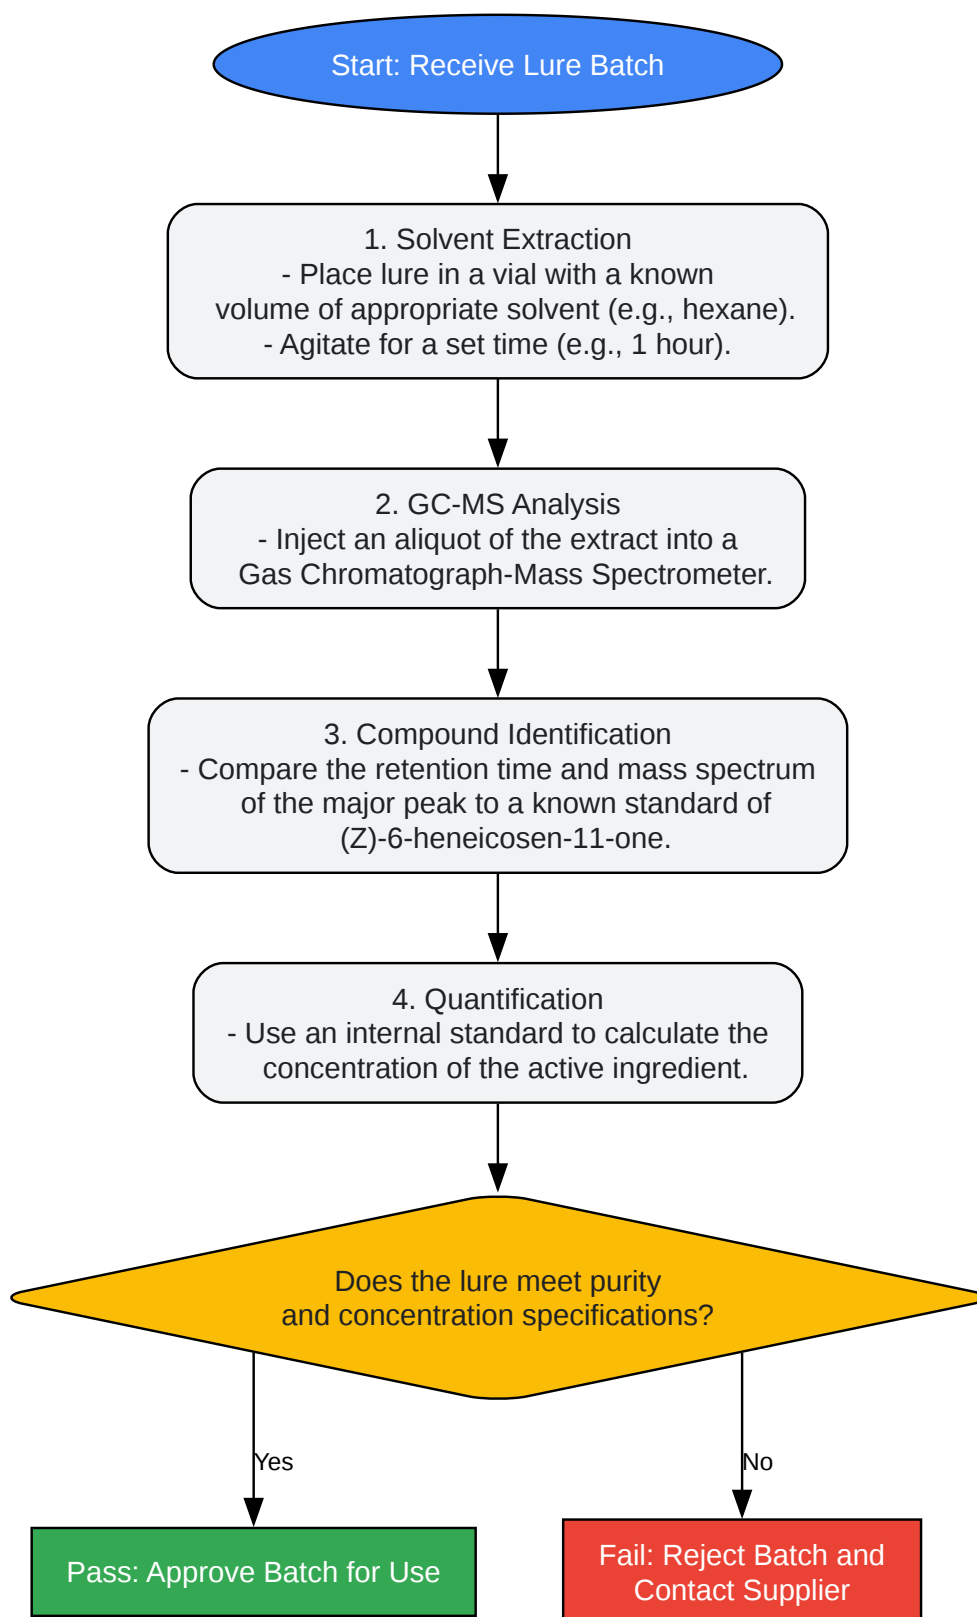 Start: Receive Lure Batch
1. Solvent Extraction
- Place lure in a vial with a known
volume of appropriate solvent (e.g., hexane).
- Agitate for a set time (e.g., 1 hour).
2. GC-MS Analysis
- Inject an aliquot of the extract into a
Gas Chromatograph-Mass Spectrometer.
3. Compound Identification
- Compare the retention time and mass spectrum
of the major peak to a known standard of
(Z)-6-heneicosen-11-one.
4. Quantification
- Use an internal standard to calculate the
concentration of the active ingredient.
Does the lure meet purity
and concentration specifications?
Yes
No
Pass: Approve Batch for Use
Fail: Reject Batch and
Contact Supplier